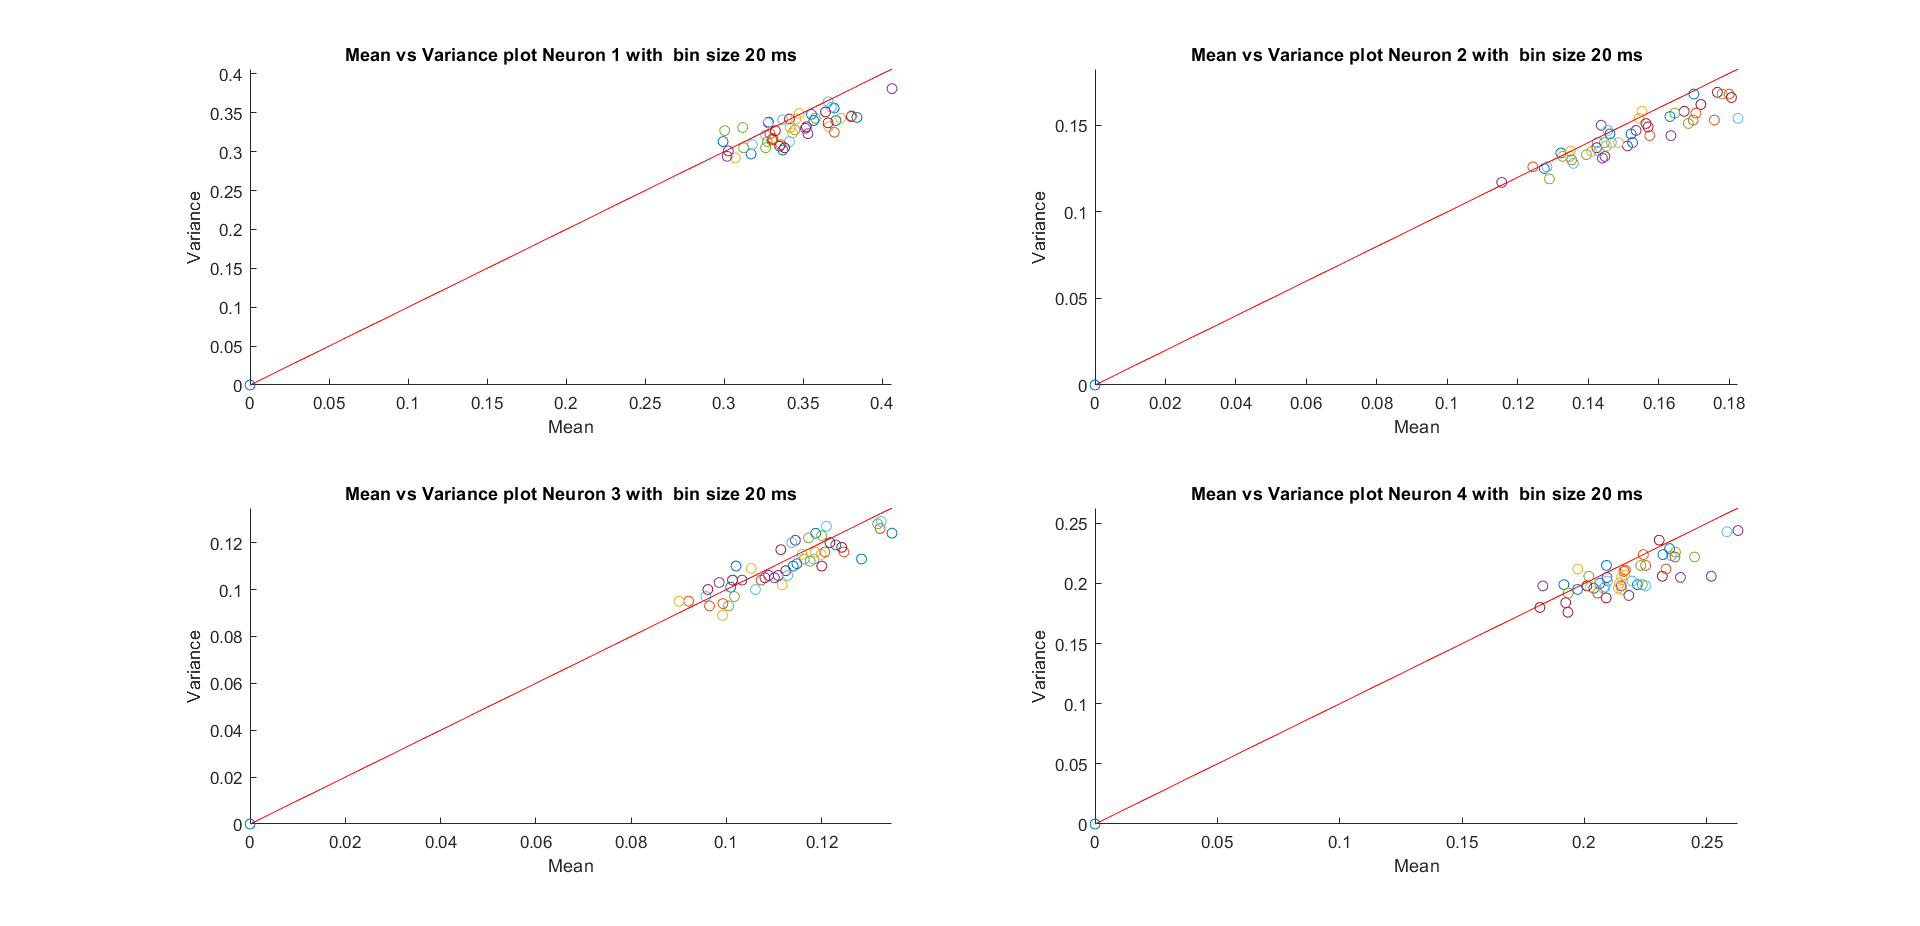 Mean vs Variance plot Neuron 1 with  bin size 20 ms
0.4
0.35
0.3
0.25
0.2
0.15
0.1
0.05
0
Variance
0 0.05 0.1 0.15 0.2 0.25 0.3 0.35 0.4
Mean
Mean vs Variance plot Neuron 2 with  bin size 20 ms
0.15
0.1
0.05
0
Variance
0 0.02 0.04 0.06 0.08 0.1 0.12 0.14 0.16 0.18
Mean
Mean vs Variance plot Neuron 3 with  bin size 20 ms
0.12
0.1
0.08
0.06
0.04
0.02
0
Variance
0 0.02 0.04 0.06 0.08 0.1 0.12
Mean
Mean vs Variance plot Neuron 4 with  bin size 20 ms
0.25
0.2
0.15
0.1
0.05
0
Variance
0 0.05 0.1 0.15 0.2 0.25
Mean